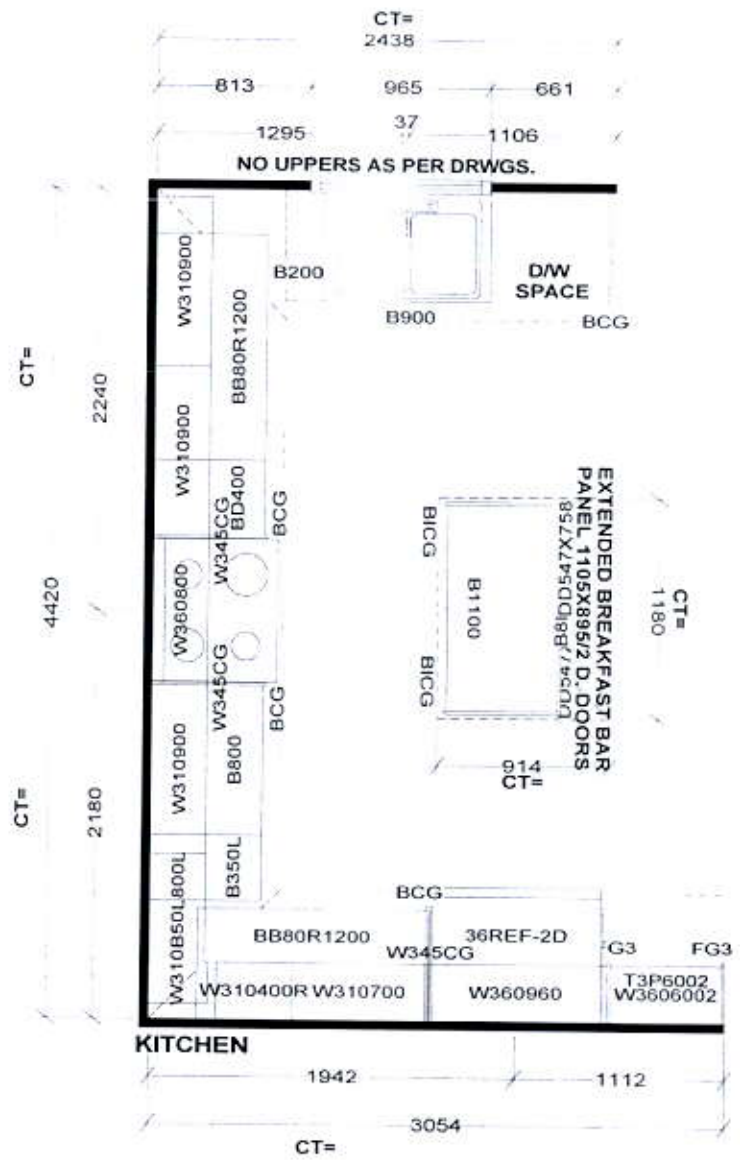 CT=
2438
813
965
661
1295
37
1106
NO UPPERS AS PER DRWGS.
W310900
BB80R1200
B200
B900
D/W
SPACE
BCG
CT=
2240
W310900
BD400
W345CG
BCG
4420
W360800
W345CG
BCG
BICG
B1100
BICG
EXTENDED BREAKFAST BAR
PANEL 1105X895/2 D. DOORS
CT=
1180
914
CT=
CT=
2180
W310900
B800
B350L
W310B50L800L
BCG
BB80R1200
36REF-2D
W345CG
FG3
FG3
W310400R W310700
W360960
T3P6002
W3606002
KITCHEN
1942
1112
3054
CT=